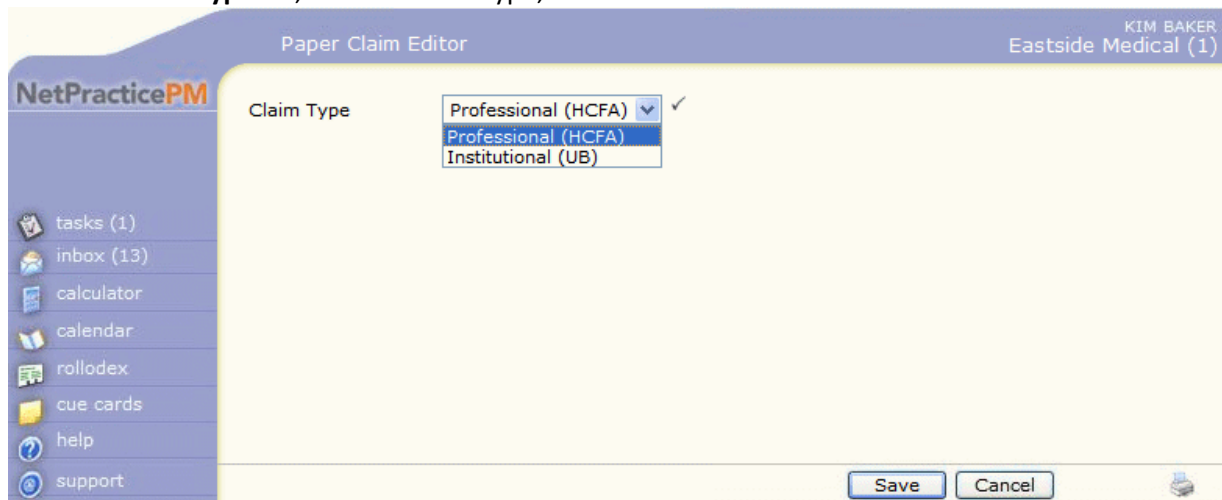 KIM BAKER
Paper Claim Editor
Eastside Medical (1)
NetPracticePM
Claim Type
Professional (HCFA)
Professional (HCFA)
Institutional (UB)
tasks (1)
inbox (13)
calculator
calendar
rollodex
cue cards
help
support
Save Cancel